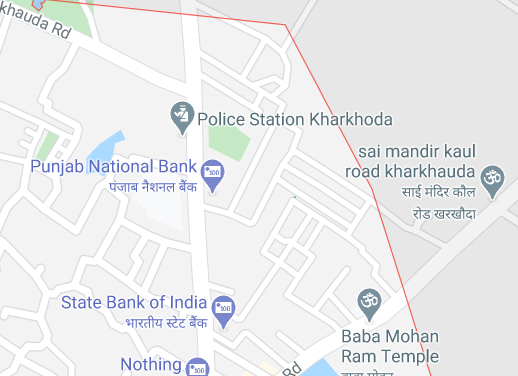 khauda Rd
Police Station Kharkhoda
sai mandir kaul
road kharkhauda
साई मंदिर कौल
रोड खरखौदा
Punjab National Bank
पंजाब नैशनल बैंक
State Bank of India
भारतीय स्टेट बैंक
Baba Mohan
Ram Temple
Nothing
Rd